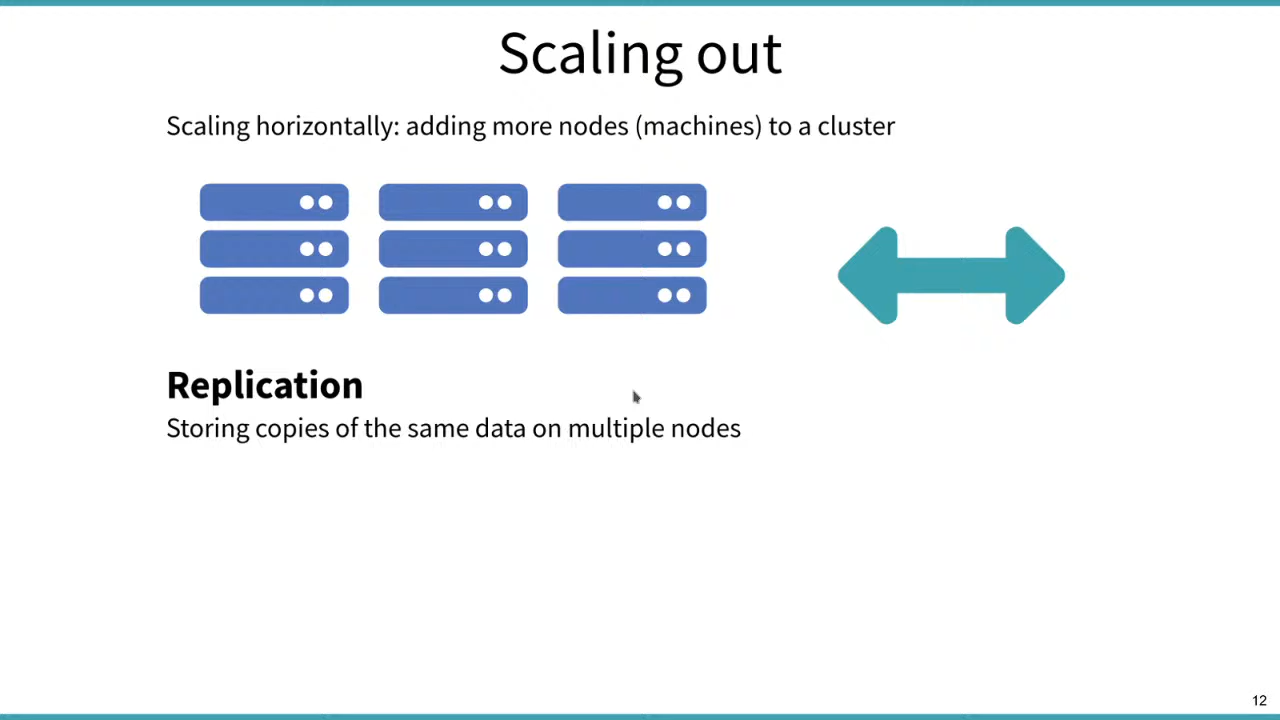 Scaling out
Scaling horizontally: adding more nodes (machines) to a cluster
Replication
Storing copies of the same data on multiple nodes
12